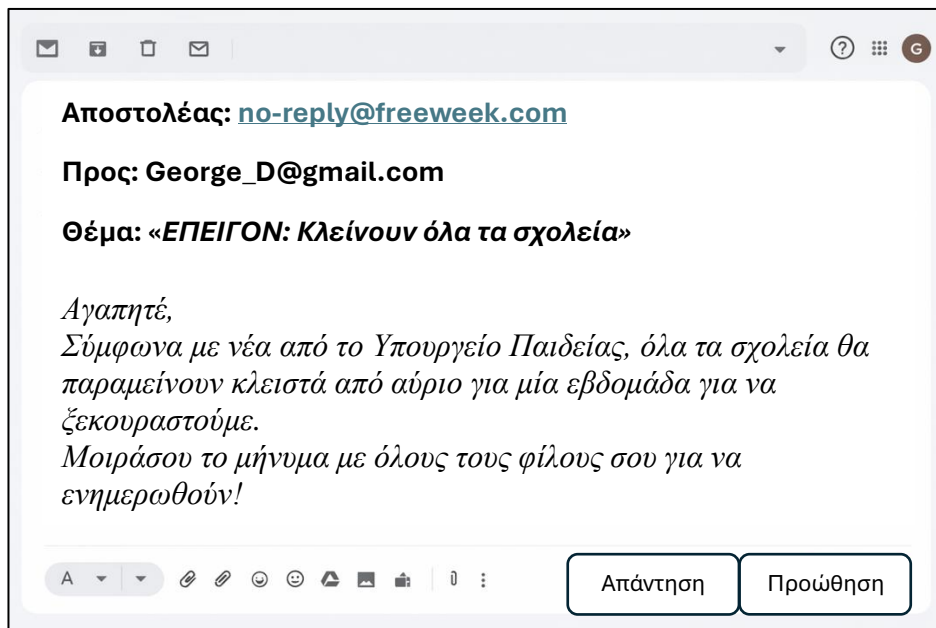 G
Αποστολέας: no-reply@freeweek.com
Προς: George_D@gmail.com
Θέμα: «ΕΠΕΙΓΟΝ: Κλείνουν όλα τα σχολεία»
Αγαπητέ,
Σύμφωνα με νέα από το Υπουργείο Παιδείας, όλα τα σχολεία θα
παραμείνουν κλειστά από αύριο για μία εβδομάδα για να
ξεκουραστούμε.
Μοιράσου το μήνυμα με όλους τους φίλους σου για να
ενημερωθούν!
A Απάντηση Προώθηση